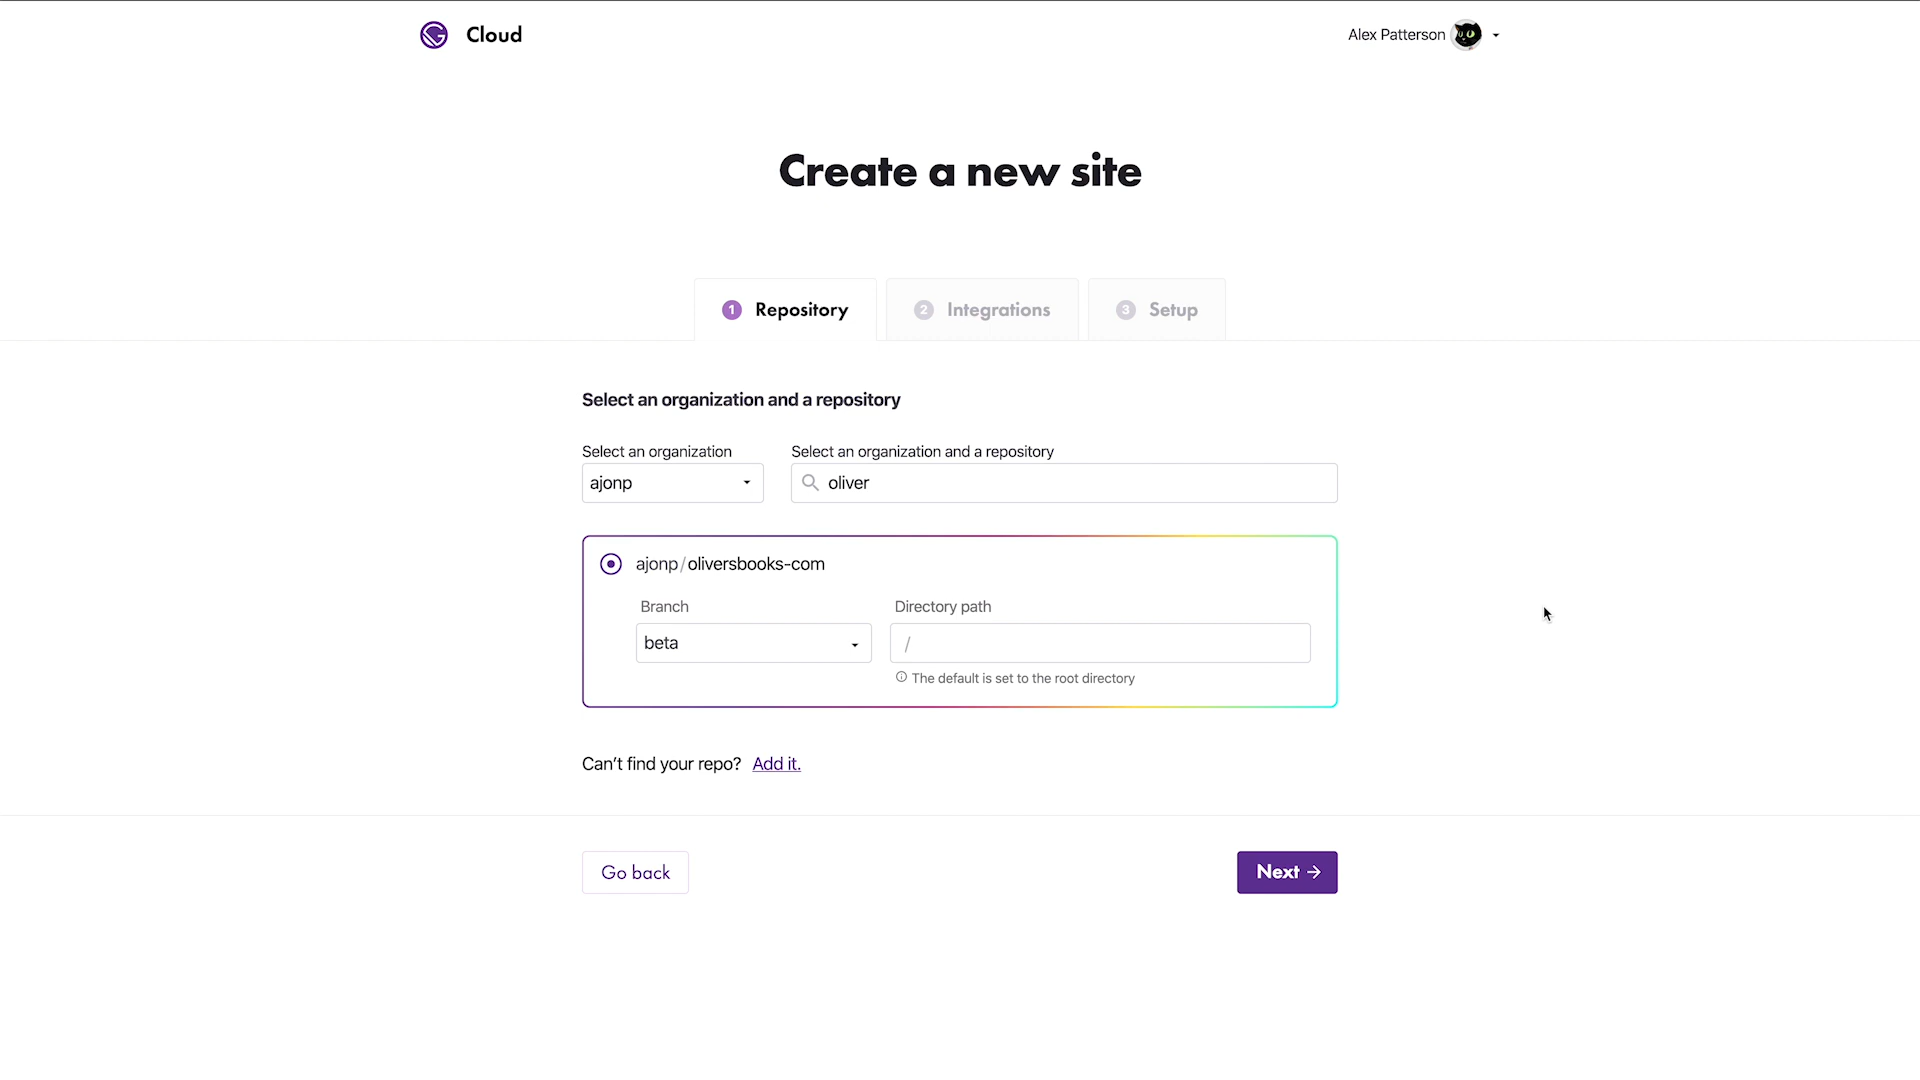 Cloud
Alex Patterson
Create a new site
1 Repository
2 Integrations
3 Setup
Select an organization and a repository
Select an organization
Select an organization and a repository
ajonp
oliver
ajonp/oliversbooks-com
Branch
Directory path
beta
/
The default is set to the root directory
Can't find your repo? Add it.
Go back
Next →